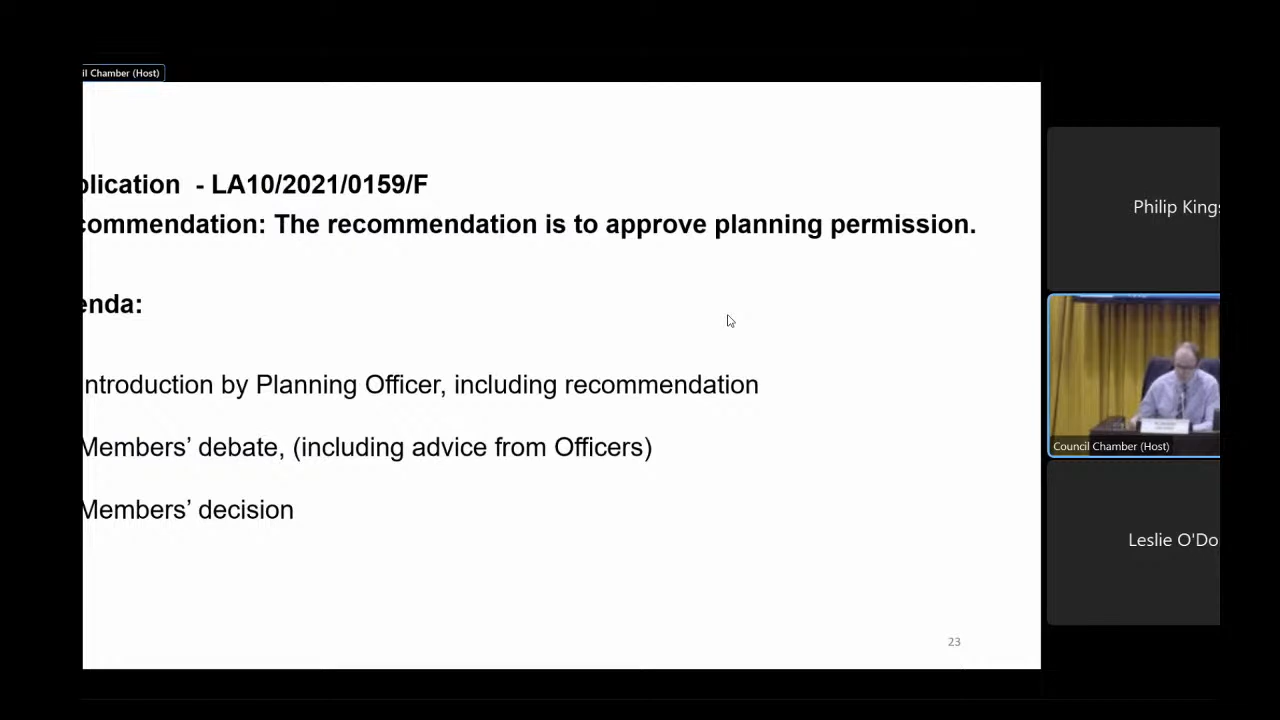 il Chamber (Host)
plication - LA10/2021/0159/F
commendation: The recommendation is to approve planning permission.
enda:
ntroduction by Planning Officer, including recommendation
Members’ debate, (including advice from Officers)
Members’ decision
23
Philip Kings
Council Chamber (Host)
Leslie O'Do